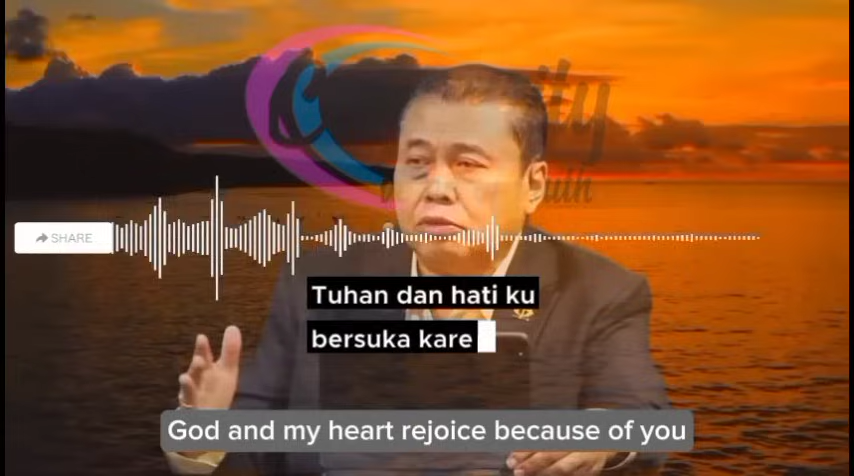 SHARE
Tuhan dan hati ku
bersuka kare
God and my heart rejoice because of you